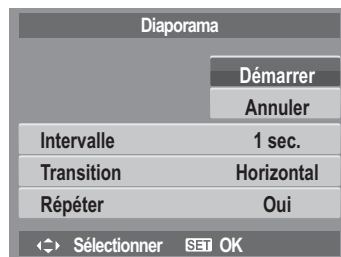 Diaporama
Démarrer
Annuler
Intervalle 1 sec.
Transition Horizontal
Répéter Oui
Sélectionner SET OK